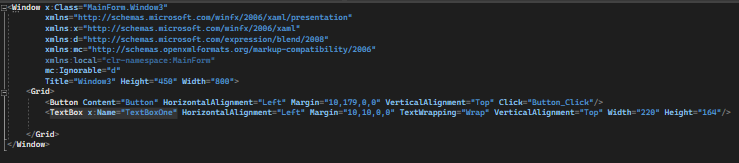 <Window x:Class="MainForm.Window3"
xmlns="http://schemas.microsoft.com/winfx/2006/xaml/presentation"
xmlns:x="http://schemas.microsoft.com/winfx/2006/xaml"
xmlns:d="http://schemas.microsoft.com/expression/blend/2008"
xmlns:mc="http://schemas.openxmlformats.org/markup-compatibility/2006"
xmlns:local="clr-namespace:MainForm"
mc:Ignorable="d"
Title="Window3" Height="450" Width="800">
<Grid>
<Button Content="Button" HorizontalAlignment="Left" Margin="10,179,0,0" VerticalAlignment="Top" Click="Button_Click"/>
<TextBox x:Name="TextBoxOne" HorizontalAlignment="Left" Margin="10,10,0,0" TextWrapping="Wrap" VerticalAlignment="Top" Width="220" Height="164"/>
</Grid>
</Window>